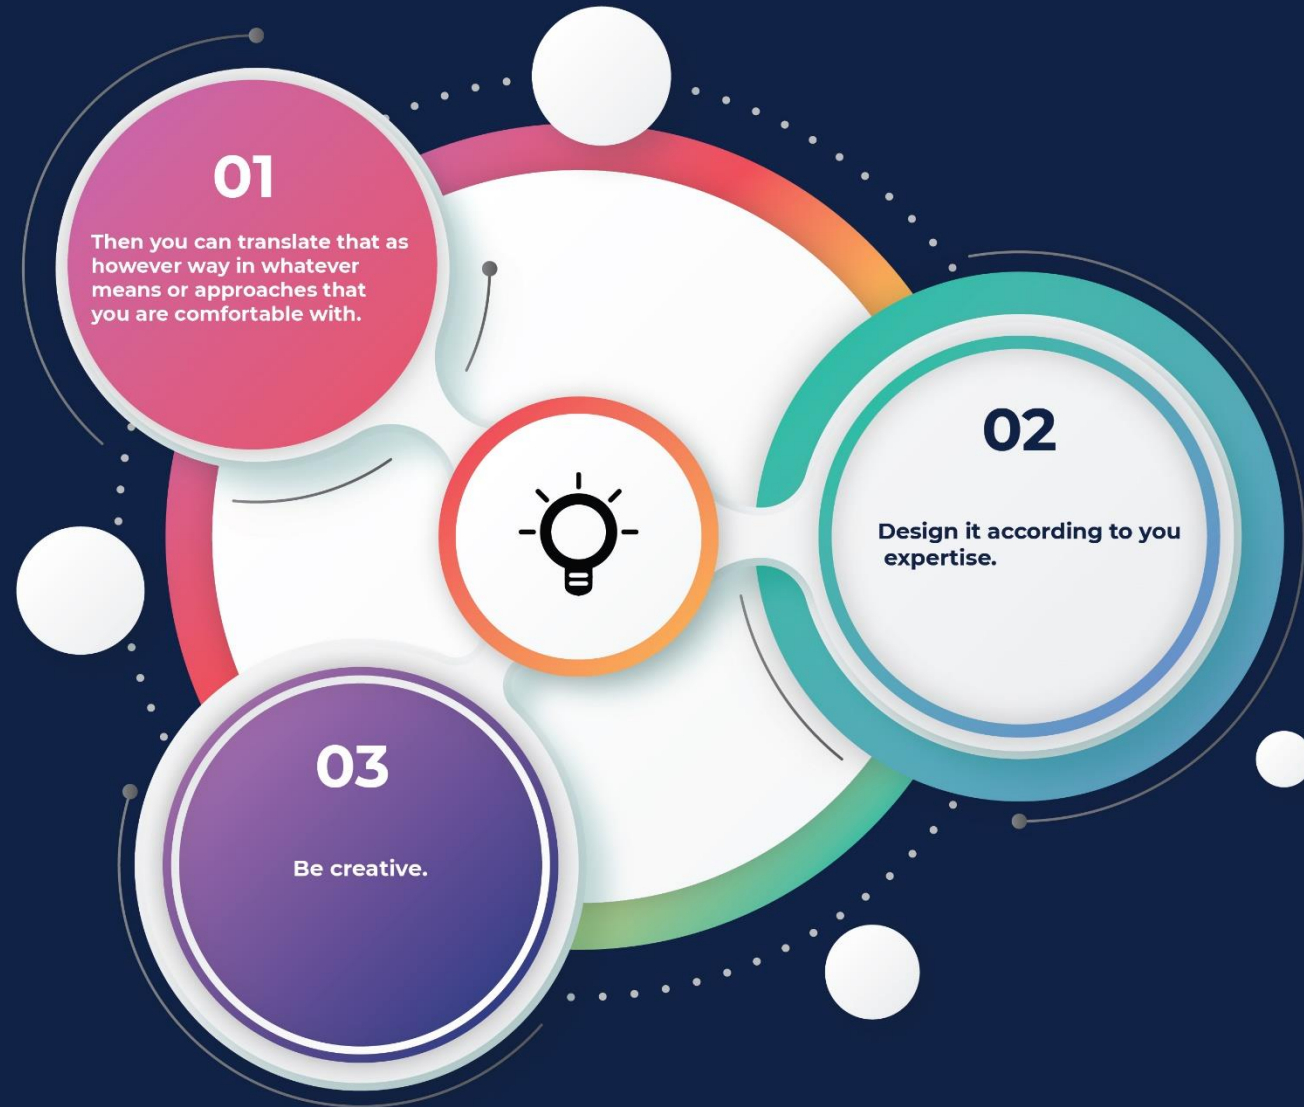 01
Then you can translate that as
however way in whatever
means or approaches that
you are comfortable with.
02
Design it according to you
expertise.
03
Be creative.